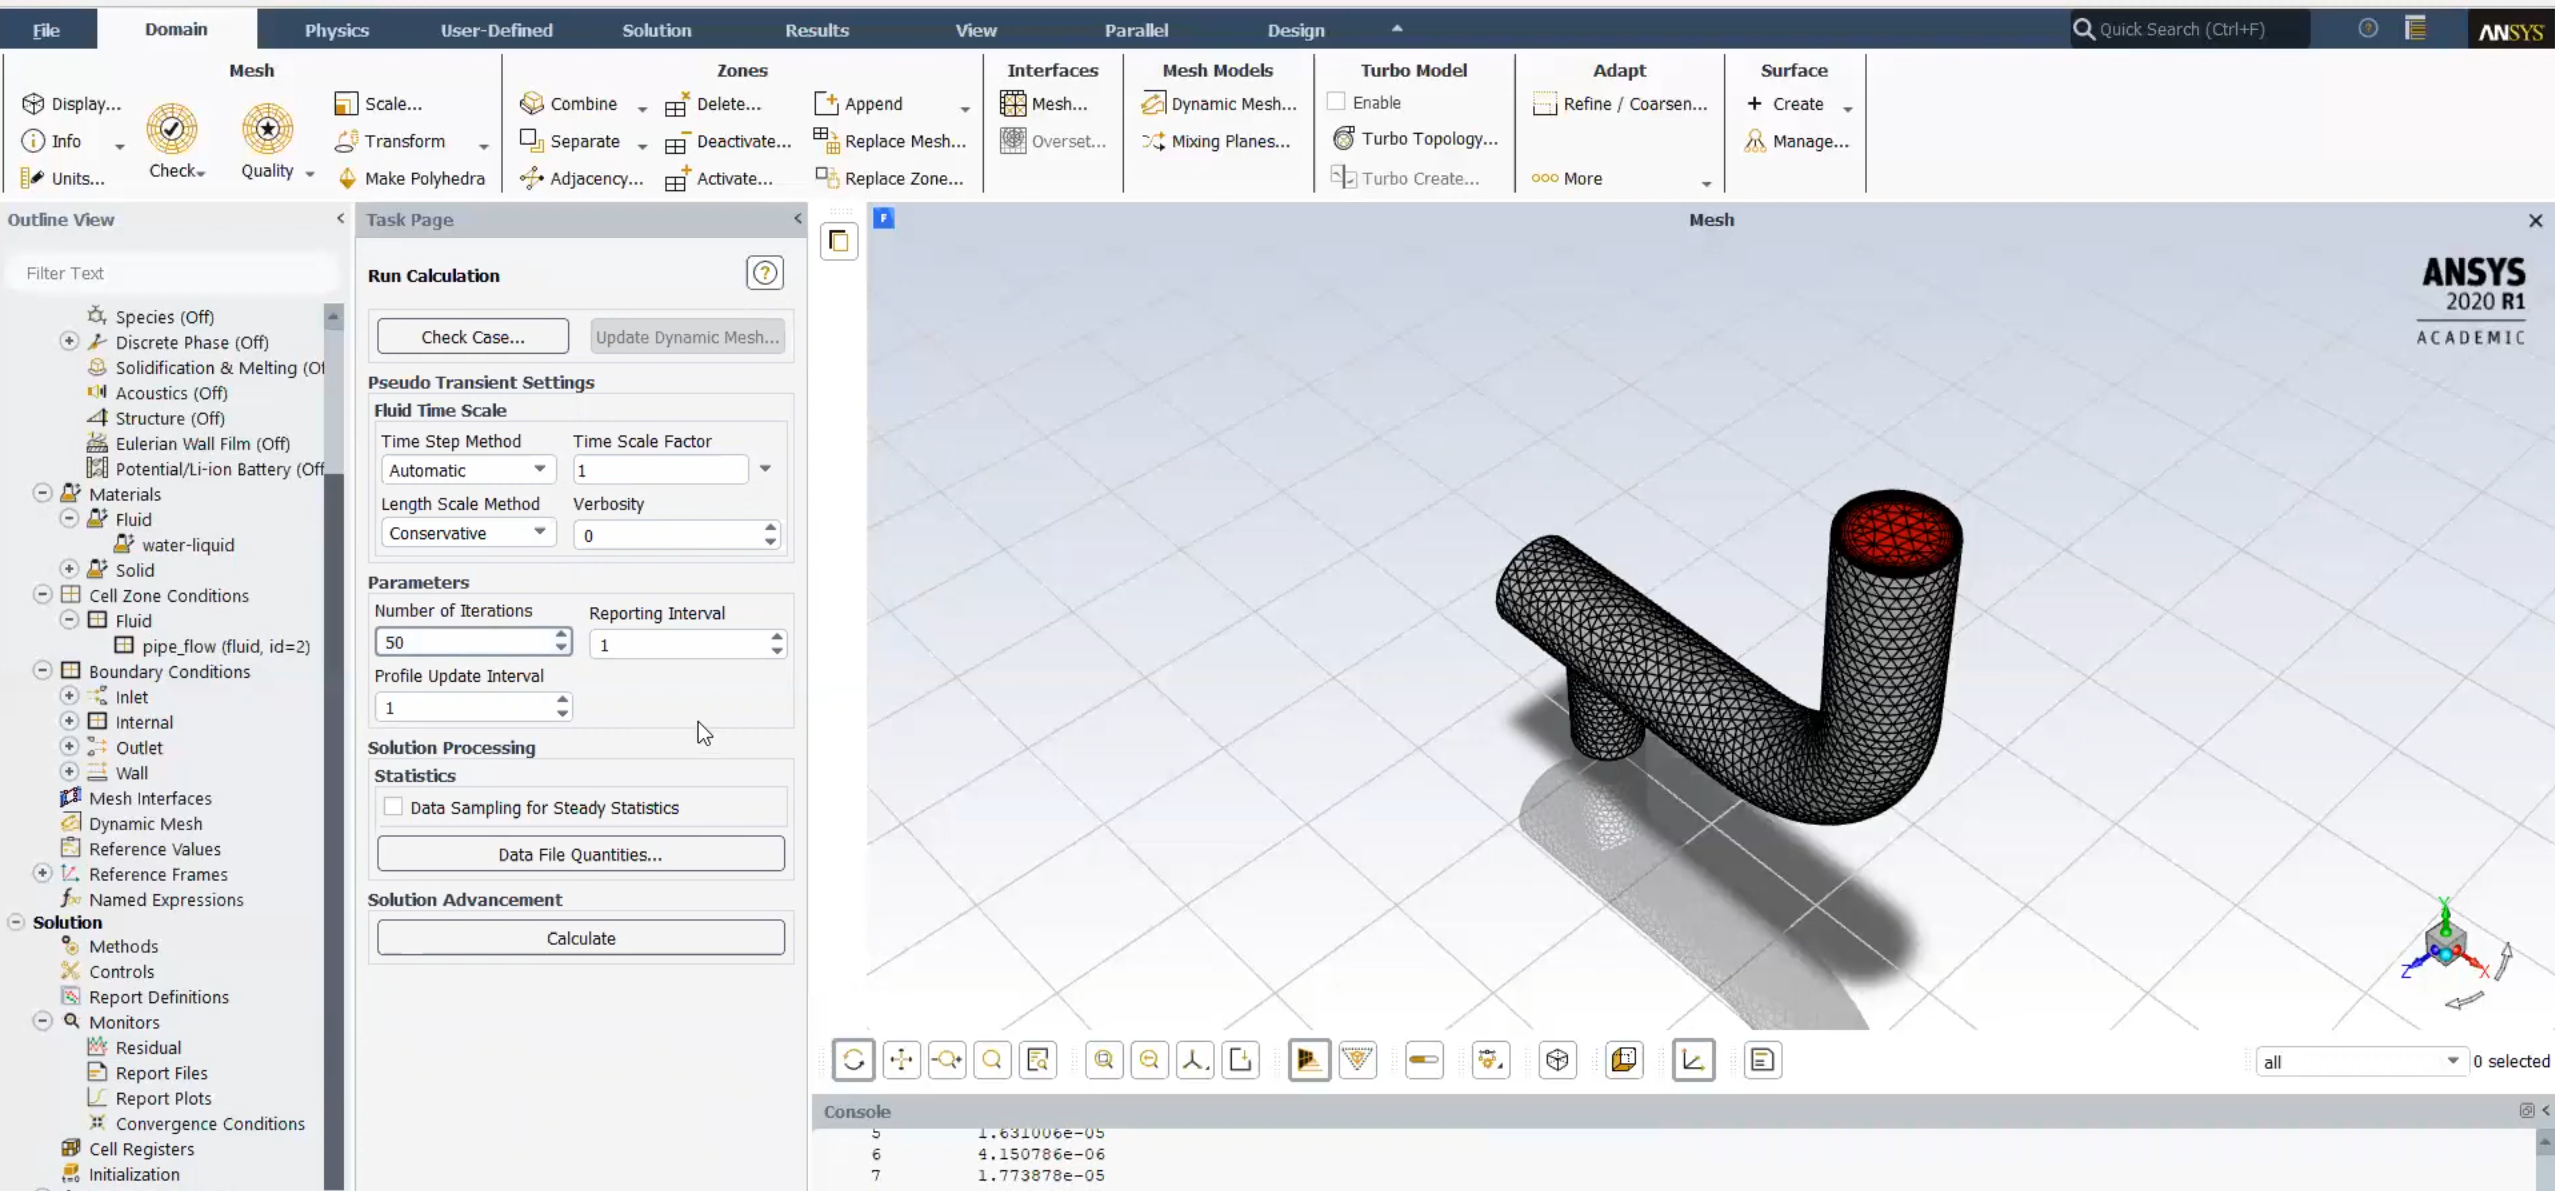 File Domain Physics User-Defined Solution Results View Parallel Design Quick Search (Ctrl+F) ANSYS
Mesh Zones Interfaces Mesh Models Turbo Model Adapt Surface
Display... Scale... Combine Delete... Append Mesh... Dynamic Mesh... Enable Refine / Coarsen... + Create
Info Transform Separate Deactivate... Replace Mesh... Overset... Mixing Planes... Turbo Topology... Manage...
Units... Check Quality Make Polyhedra Adjacency... Activate... Replace Zone... Turbo Create... More
Outline View
Filter Text
Species (Off)
Discrete Phase (Off)
Solidification & Melting (Of
Acoustics (Off)
Structure (Off)
Eulerian Wall Film (Off)
Potential/Li-ion Battery (Off
Materials
Fluid
water-liquid
Solid
Cell Zone Conditions
Fluid
pipe_flow (fluid, id=2)
Boundary Conditions
Inlet
Internal
Outlet
Wall
Mesh Interfaces
Dynamic Mesh
Reference Values
Reference Frames
Named Expressions
Solution
Methods
Controls
Report Definitions
Monitors
Residual
Report Files
Report Plots
Convergence Conditions
Cell Registers
Initialization
Task Page
Run Calculation
Check Case... Update Dynamic Mesh...
Pseudo Transient Settings
Fluid Time Scale
Time Step Method Time Scale Factor
Automatic 1
Length Scale Method Verbosity
Conservative 0
Parameters
Number of Iterations Reporting Interval
50 1
Profile Update Interval
1
Solution Processing
Statistics
Data Sampling for Steady Statistics
Data File Quantities...
Solution Advancement
Calculate
F Mesh
ANSYS
2020 R1
ACADEMIC
Y
Z X
all 0 selected
Console
5 1.631006e-05
6 4.150786e-06
7 1.773878e-05